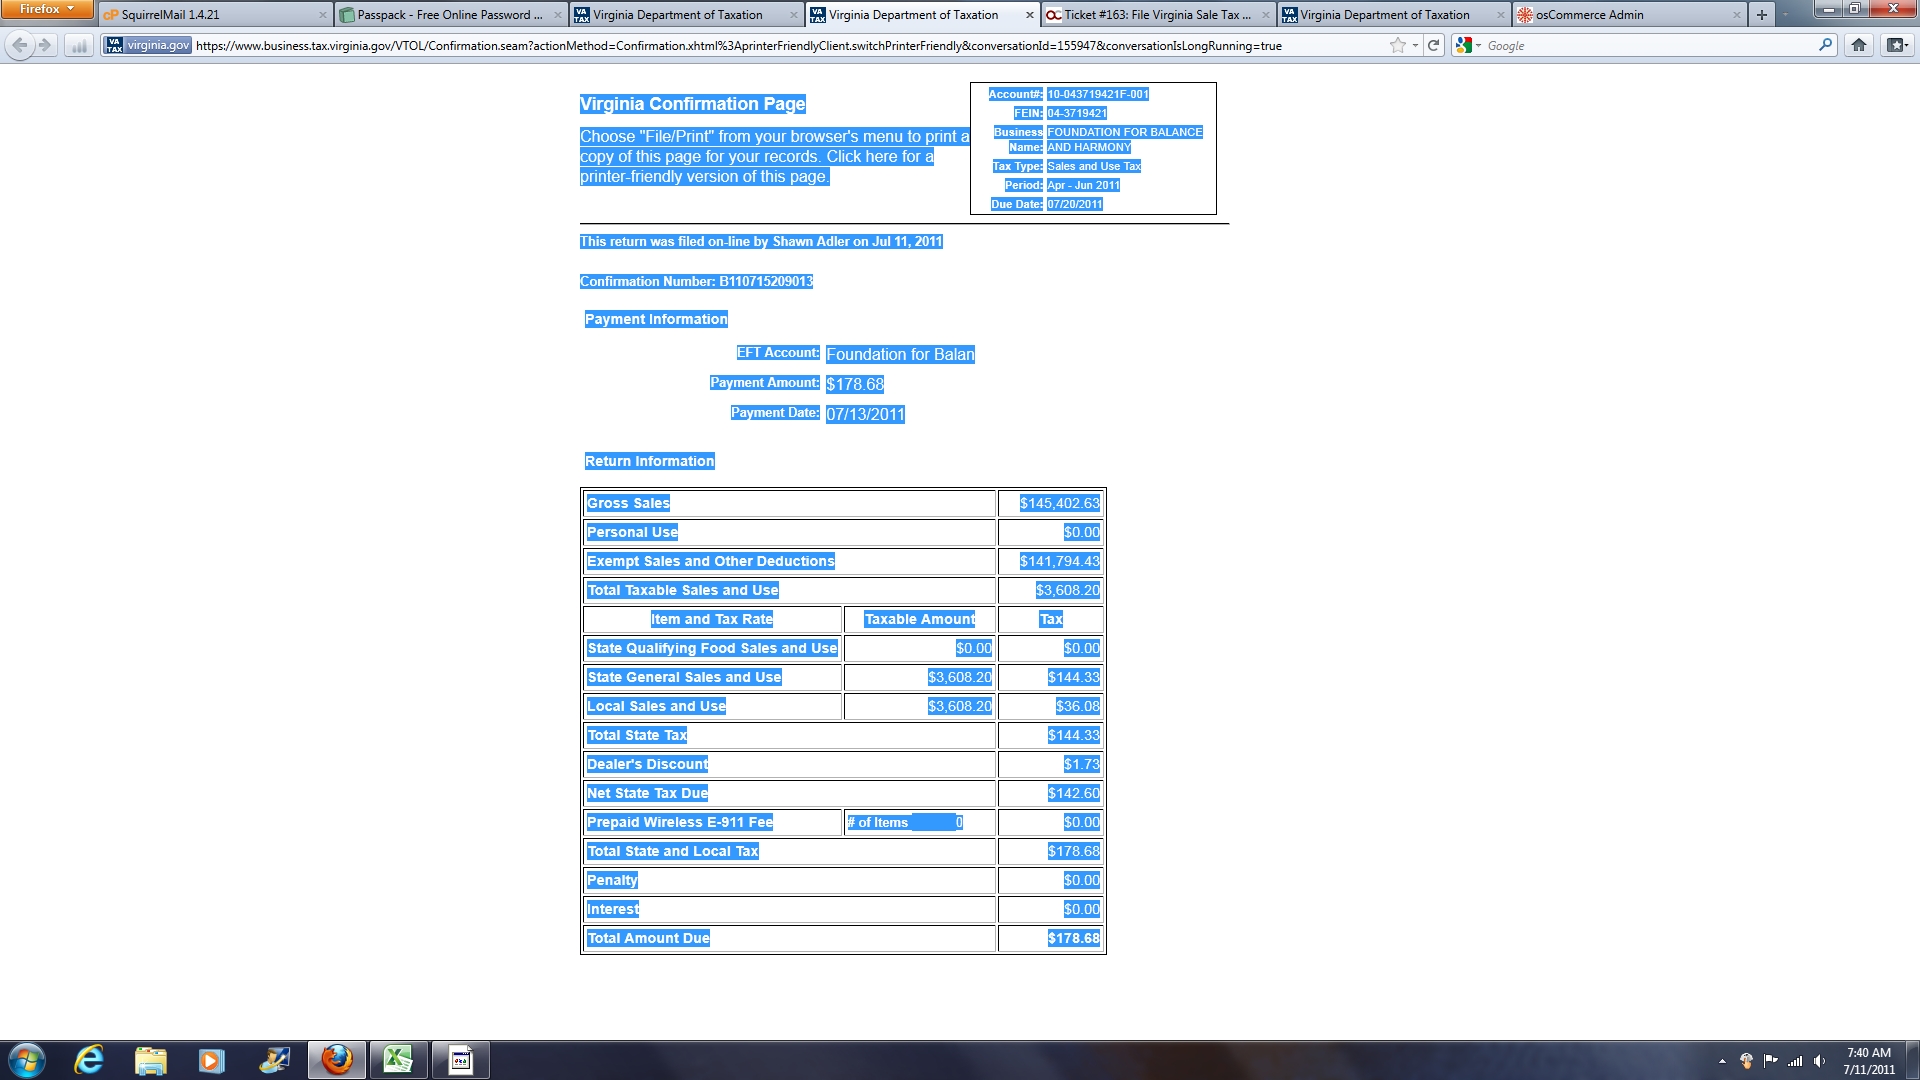 Firefox
SquirrelMail 1.4.21
Passpack - Free Online Password ...
Virginia Department of Taxation
Virginia Department of Taxation
Ticket #163: File Virginia Sale Tax ...
Virginia Department of Taxation
osCommerce Admin
virginia.gov
https://www.business.tax.virginia.gov/VTOL/Confirmation.seam?actionMethod=Confirmation.xhtml%3AprinterFriendlyClient.switchPrinterFriendly&conversationId=155947&conversationIsLongRunning=true
Google
Virginia Confirmation Page
Choose "File/Print" from your browser's menu to print a
copy of this page for your records. Click here for a
printer-friendly version of this page.
Account#: 10-043719421F-001
FEIN: 04-3719421
Business FOUNDATION FOR BALANCE
Name: AND HARMONY
Tax Type: Sales and Use Tax
Period: Apr - Jun 2011
Due Date: 07/20/2011
This return was filed on-line by Shawn Adler on Jul 11, 2011
Confirmation Number: B110715209013
Payment Information
EFT Account: Foundation for Balan
Payment Amount: $178.68
Payment Date: 07/13/2011
Return Information
Gross Sales $145,402.63
Personal Use $0.00
Exempt Sales and Other Deductions $141,794.43
Total Taxable Sales and Use $3,608.20
Item and Tax Rate Taxable Amount Tax
State Qualifying Food Sales and Use $0.00 $0.00
State General Sales and Use $3,608.20 $144.33
Local Sales and Use $3,608.20 $36.08
Total State Tax $144.33
Dealer's Discount $1.73
Net State Tax Due $142.60
Prepaid Wireless E-911 Fee # of Items 0 $0.00
Total State and Local Tax $178.68
Penalty $0.00
Interest $0.00
Total Amount Due $178.68
7:40 AM
7/11/2011